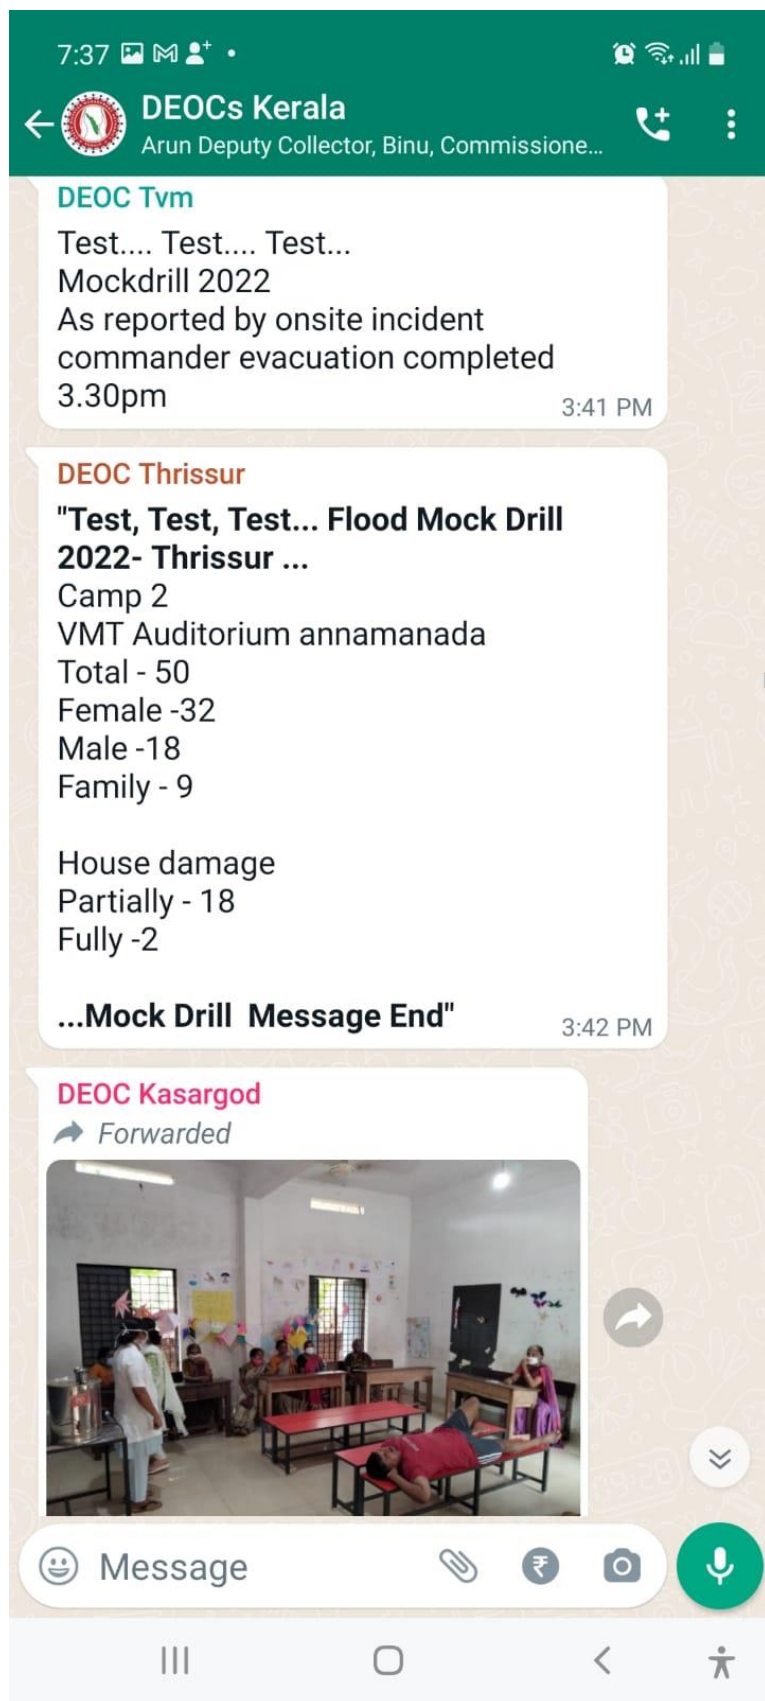 7:37
DEOCs Kerala
Arun Deputy Collector, Binu, Commissione...
DEOC Tvm
Test.... Test.... Test...
Mockdrill 2022
As reported by onsite incident
commander evacuation completed
3.30pm
3:41 PM
DEOC Thrissur
"Test, Test, Test... Flood Mock Drill
2022- Thrissur ...
Camp 2
VMT Auditorium annamanada
Total - 50
Female -32
Male -18
Family - 9
House damage
Partially - 18
Fully -2
...Mock Drill  Message End"
3:42 PM
DEOC Kasargod
Forwarded
Message